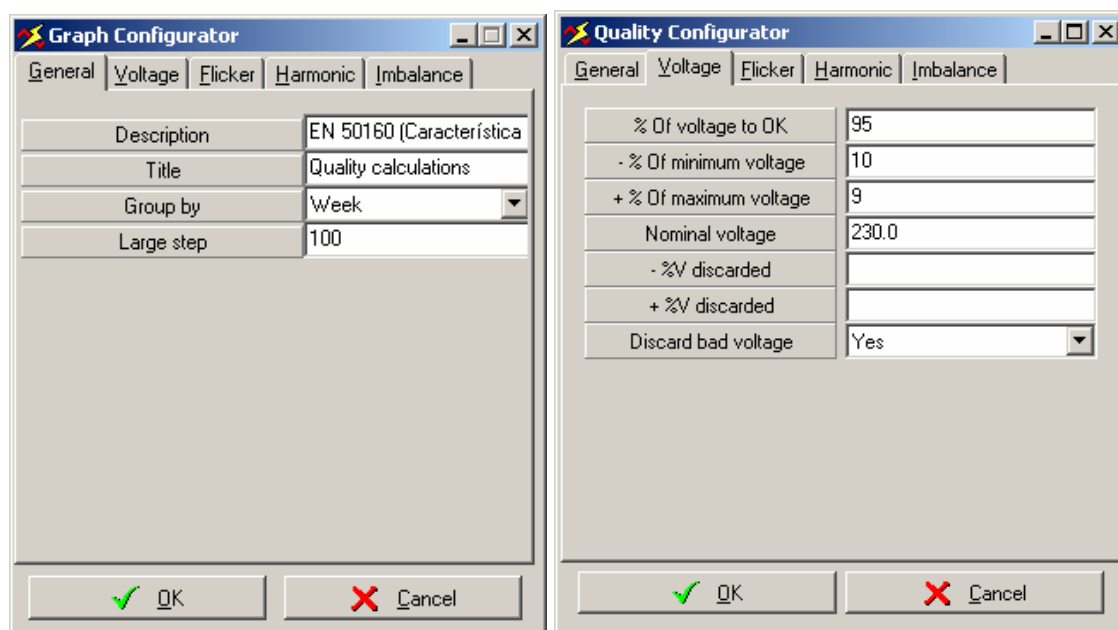 Graph Configurator
General Voltage Flicker Harmonic Imbalance
Description EN 50160 (Característica
Title Quality calculations
Group by Week
Large step 100
OK Cancel
Quality Configurator
General Voltage Flicker Harmonic Imbalance
% Of voltage to OK 95
- % Of minimum voltage 10
+ % Of maximum voltage 9
Nominal voltage 230.0
- %V discarded
+ %V discarded
Discard bad voltage Yes
OK Cancel